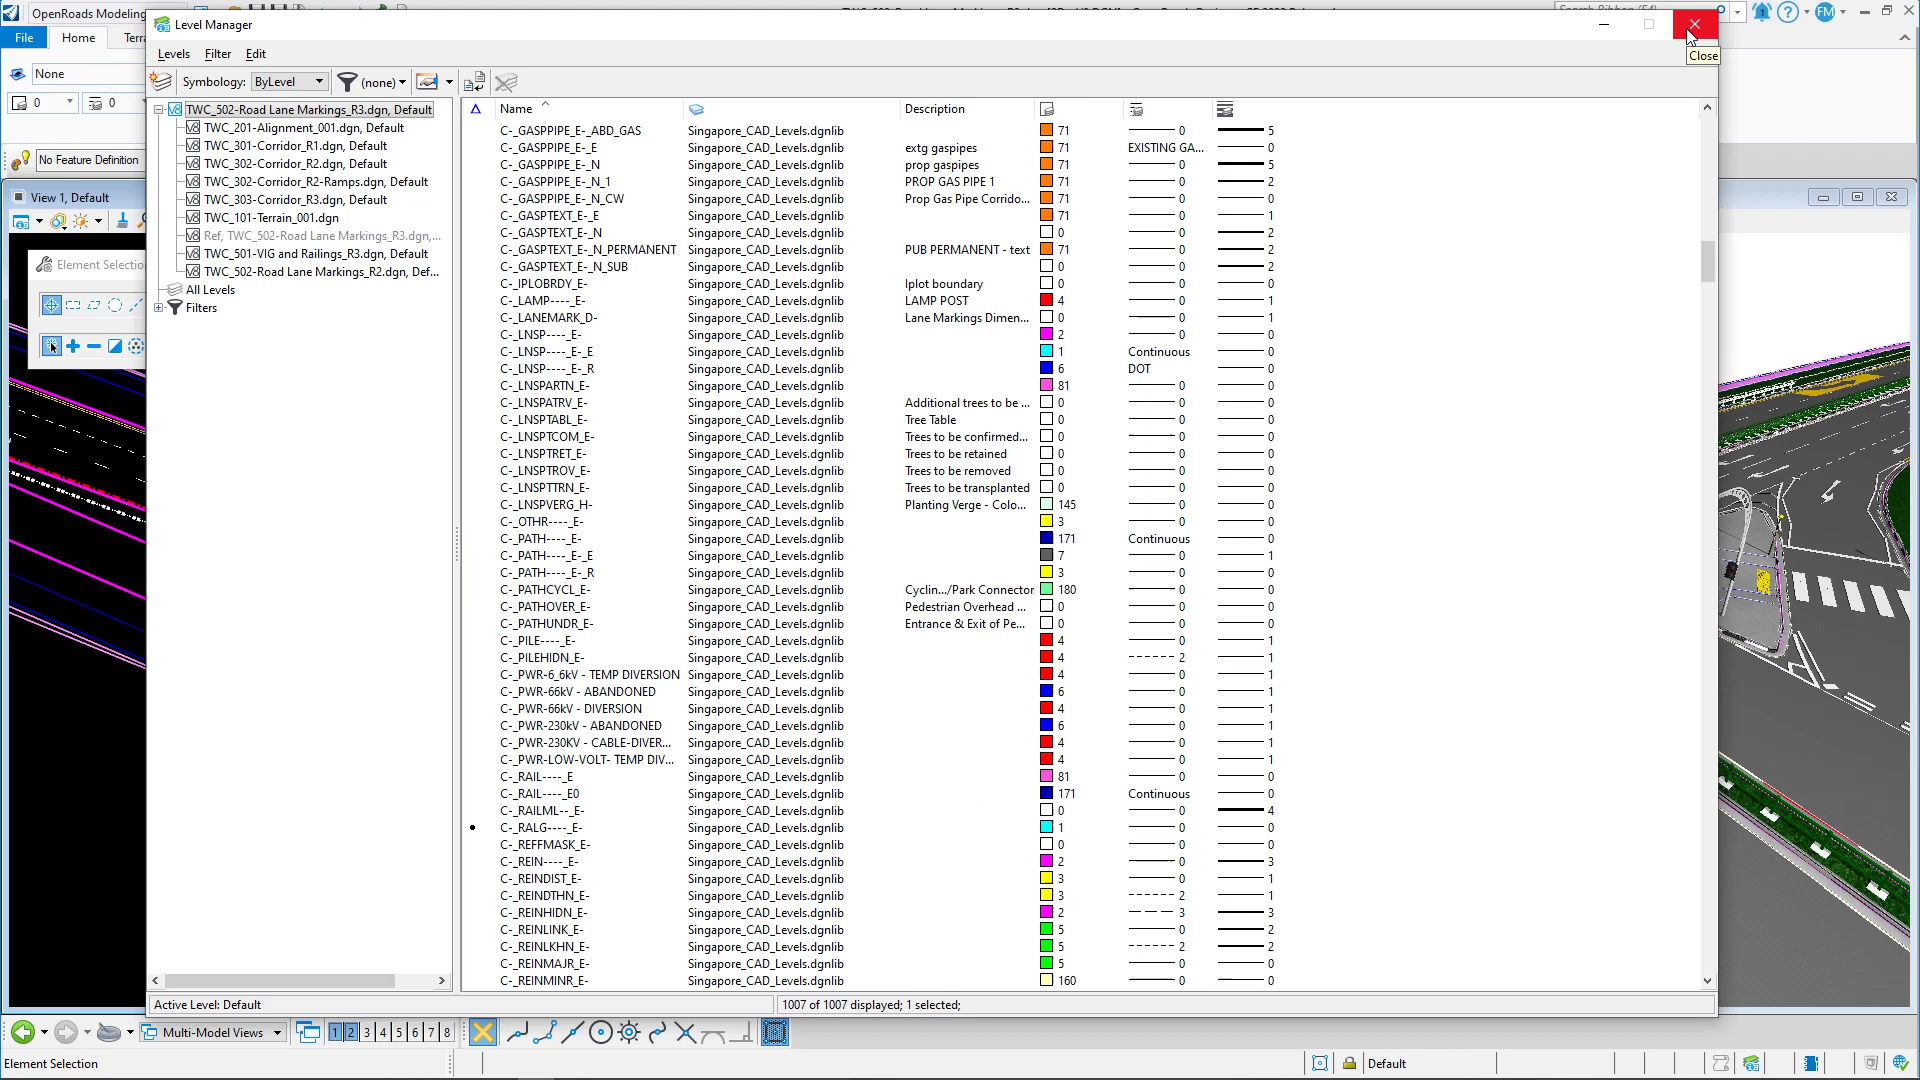 OpenRoads Modeling
Level Manager
FM
File Home
Close
Levels Filter Edit
None
Symbology: ByLevel (none)
0 0
No Feature Definition
View 1, Default
Element Selectio
TWC_502-Road Lane Markings_R3.dgn, Default
TWC_201-Alignment_001.dgn, Default
TWC_301-Corridor_R1.dgn, Default
TWC_302-Corridor_R2.dgn, Default
TWC_302-Corridor_R2-Ramps.dgn, Default
TWC_303-Corridor_R3.dgn, Default
TWC_101-Terrain_001.dgn
Ref, TWC_502-Road Lane Markings_R3.dgn,...
TWC_501-VIG and Railings_R3.dgn, Default
TWC_502-Road Lane Markings_R2.dgn, Def...
All Levels
Filters
Name Description
C-_GASPPIPE_E-_ABD_GAS Singapore_CAD_Levels.dgnlib 71 0 5
C-_GASPPIPE_E-_E Singapore_CAD_Levels.dgnlib extg gaspipes 71 EXISTING GA... 0
C-_GASPPIPE_E-_N Singapore_CAD_Levels.dgnlib prop gaspipes 71 0 5
C-_GASPPIPE_E-_N_1 Singapore_CAD_Levels.dgnlib PROP GAS PIPE 1 71 0 2
C-_GASPPIPE_E-_N_CW Singapore_CAD_Levels.dgnlib Prop Gas Pipe Corrido... 71 0 0
C-_GASPTEXT_E-_E Singapore_CAD_Levels.dgnlib 71 0 1
C-_GASPTEXT_E-_N Singapore_CAD_Levels.dgnlib 0 0 2
C-_GASPTEXT_E-_N_PERMANENT Singapore_CAD_Levels.dgnlib PUB PERMANENT - text 71 0 2
C-_GASPTEXT_E-_N_SUB Singapore_CAD_Levels.dgnlib 0 0 2
C-_IPLOBRDY_E- Singapore_CAD_Levels.dgnlib Iplot boundary 0 0 0
C-_LAMP----_E- Singapore_CAD_Levels.dgnlib LAMP POST 4 0 1
C-_LANEMARK_D- Singapore_CAD_Levels.dgnlib Lane Markings Dimen... 0 0 1
C-_LNSP----_E- Singapore_CAD_Levels.dgnlib 2 0 0
C-_LNSP----_E-_E Singapore_CAD_Levels.dgnlib 1 Continuous 0
C-_LNSP----_E-_R Singapore_CAD_Levels.dgnlib 6 DOT 0
C-_LNSPARTN_E- Singapore_CAD_Levels.dgnlib 81 0 0
C-_LNSPATRV_E- Singapore_CAD_Levels.dgnlib Additional trees to be ... 0 0 0
C-_LNSPTABL_E- Singapore_CAD_Levels.dgnlib Tree Table 0 0 0
C-_LNSPTCOM_E- Singapore_CAD_Levels.dgnlib Trees to be confirmed... 0 0 0
C-_LNSPTRET_E- Singapore_CAD_Levels.dgnlib Trees to be retained 0 0 0
C-_LNSPTROV_E- Singapore_CAD_Levels.dgnlib Trees to be removed 0 0 0
C-_LNSPTTRN_E- Singapore_CAD_Levels.dgnlib Trees to be transplanted 0 0 0
C-_LNSPVERG_H- Singapore_CAD_Levels.dgnlib Planting Verge - Colo... 145 0 0
C-_OTHR----_E- Singapore_CAD_Levels.dgnlib 3 0 0
C-_PATH----_E- Singapore_CAD_Levels.dgnlib 171 Continuous 0
C-_PATH----_E-_E Singapore_CAD_Levels.dgnlib 7 0 1
C-_PATH----_E-_R Singapore_CAD_Levels.dgnlib 3 0 0
C-_PATHCYCL_E- Singapore_CAD_Levels.dgnlib Cyclin.../Park Connector 180 0 0
C-_PATHOVER_E- Singapore_CAD_Levels.dgnlib Pedestrian Overhead ... 0 0 0
C-_PATHUNDR_E- Singapore_CAD_Levels.dgnlib Entrance & Exit of Pe... 0 0 0
C-_PILE----_E- Singapore_CAD_Levels.dgnlib 4 0 1
C-_PILEHIDN_E- Singapore_CAD_Levels.dgnlib 4 2 1
C-_PWR-6_6kV - TEMP DIVERSION Singapore_CAD_Levels.dgnlib 4 0 1
C-_PWR-66kV - ABANDONED Singapore_CAD_Levels.dgnlib 6 0 1
C-_PWR-66kV - DIVERSION Singapore_CAD_Levels.dgnlib 4 0 1
C-_PWR-230kV - ABANDONED Singapore_CAD_Levels.dgnlib 6 0 1
C-_PWR-230KV - CABLE-DIVER... Singapore_CAD_Levels.dgnlib 4 0 1
C-_PWR-LOW-VOLT- TEMP DIV... Singapore_CAD_Levels.dgnlib 4 0 1
C-_RAIL----_E Singapore_CAD_Levels.dgnlib 81 0 0
C-_RAIL----_E0 Singapore_CAD_Levels.dgnlib 171 Continuous 0
C-_RAILML--_E- Singapore_CAD_Levels.dgnlib 0 0 4
C-_RALG----_E- Singapore_CAD_Levels.dgnlib 1 0 0
C-_REFFMASK_E- Singapore_CAD_Levels.dgnlib 0 0 0
C-_REIN----_E- Singapore_CAD_Levels.dgnlib 2 0 3
C-_REINDIST_E- Singapore_CAD_Levels.dgnlib 3 0 1
C-_REINDTHN_E- Singapore_CAD_Levels.dgnlib 3 2 1
C-_REINHIDN_E- Singapore_CAD_Levels.dgnlib 2 3 3
C-_REINLINK_E- Singapore_CAD_Levels.dgnlib 5 0 2
C-_REINLKHN_E- Singapore_CAD_Levels.dgnlib 5 2 2
C-_REINMAJR_E- Singapore_CAD_Levels.dgnlib 5 0 0
C-_REINMINR_E- Singapore_CAD_Levels.dgnlib 160 0 0
Active Level: Default 1007 of 1007 displayed; 1 selected;
Multi-Model Views 1 2 3 4 5 6 7 8
Element Selection Default